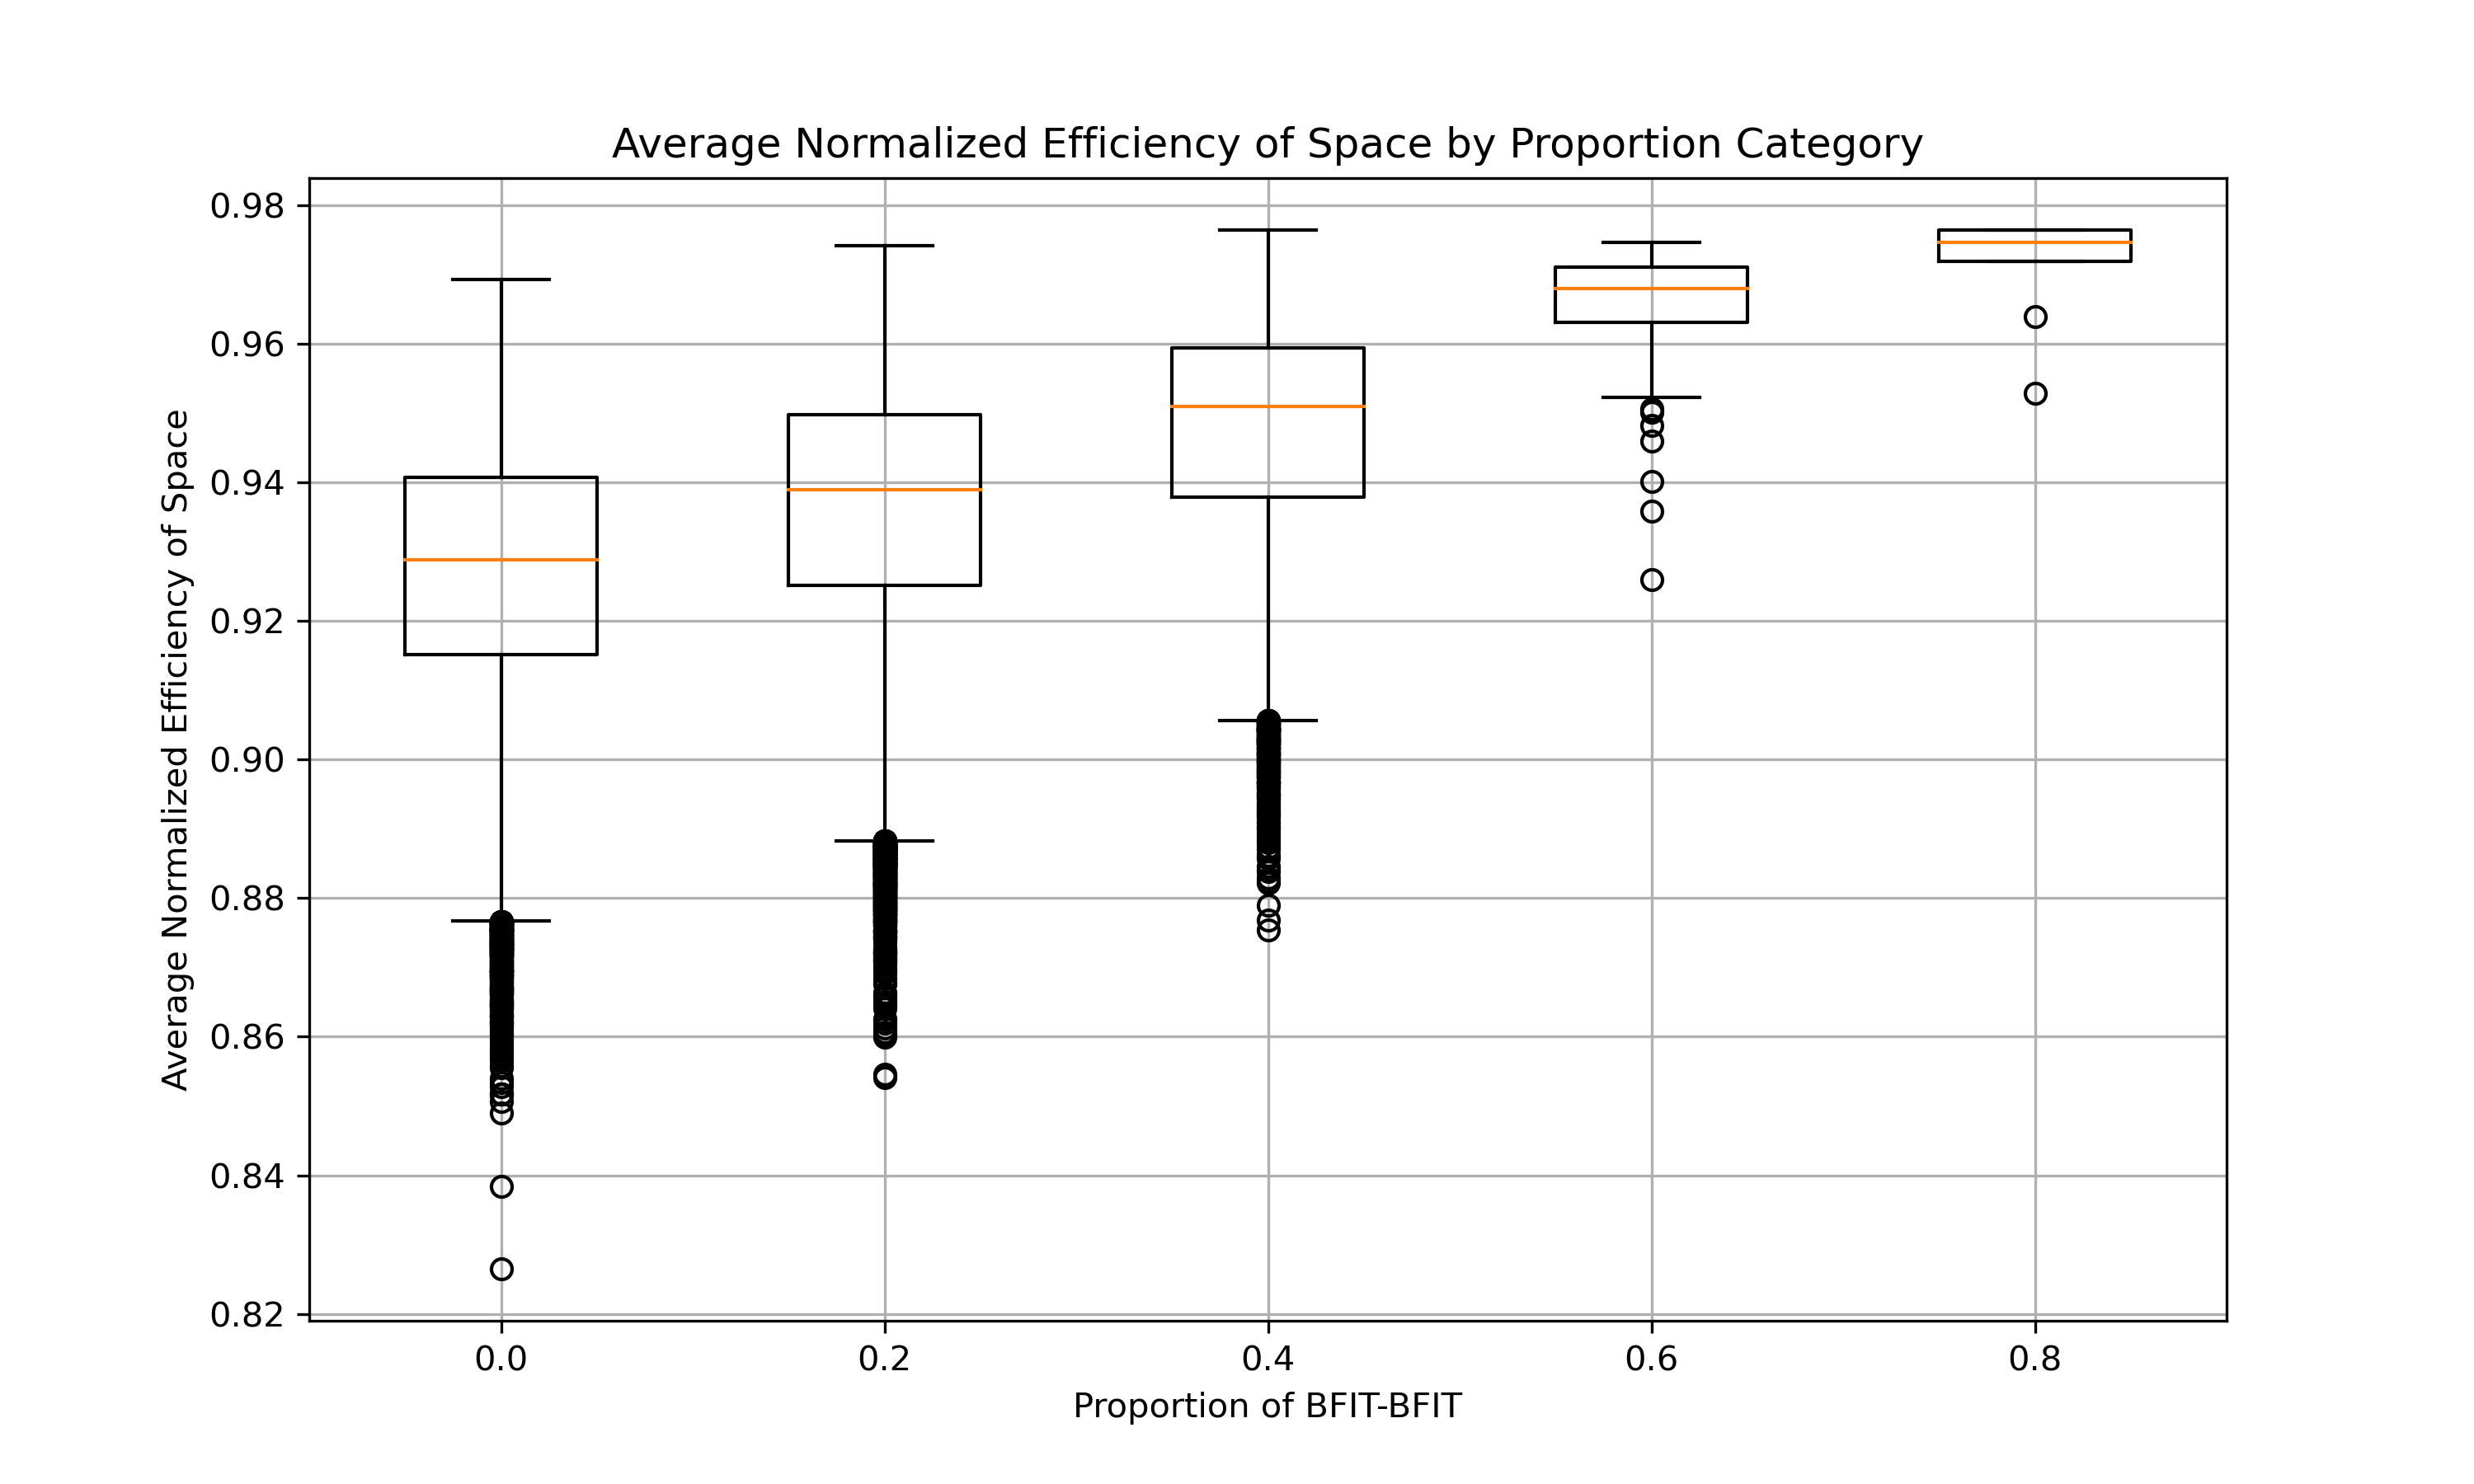 Average Normalized Efficiency of Space by Proportion Category
Average Normalized Efficiency of Space
0.98
0.96
0.94
0.92
0.90
0.88
0.86
0.84
0.82
0.0 0.2 0.4 0.6 0.8
Proportion of BFIT-BFIT